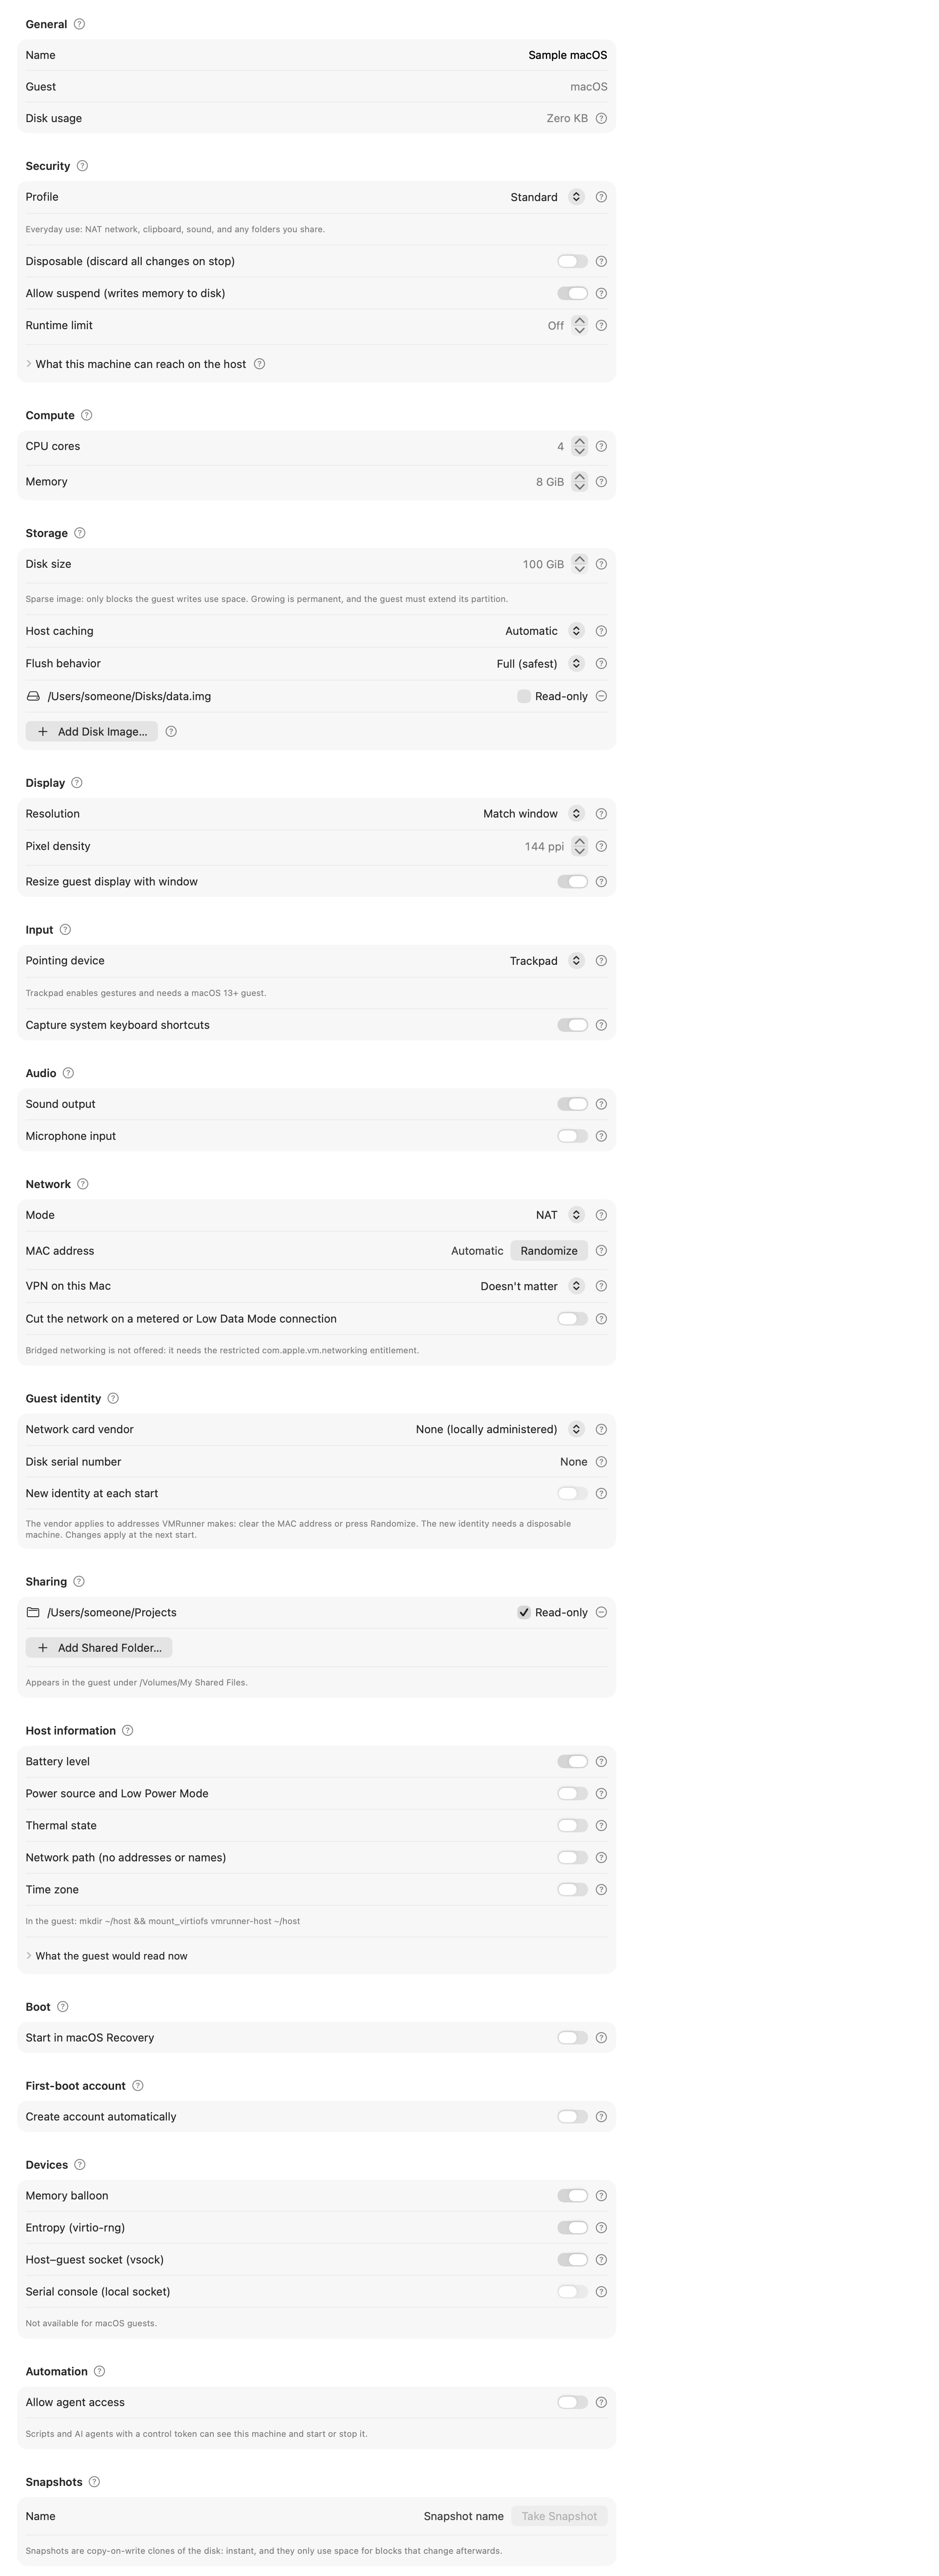 General
Name Sample macOS
Guest macOS
Disk usage Zero KB
Security
Profile Standard
Everyday use: NAT network, clipboard, sound, and any folders you share.
Disposable (discard all changes on stop)
Allow suspend (writes memory to disk)
Runtime limit Off
What this machine can reach on the host
Compute
CPU cores 4
Memory 8 GiB
Storage
Disk size 100 GiB
Sparse image: only blocks the guest writes use space. Growing is permanent, and the guest must extend its partition.
Host caching Automatic
Flush behavior Full (safest)
/Users/someone/Disks/data.img Read-only
Add Disk Image...
Display
Resolution Match window
Pixel density 144 ppi
Resize guest display with window
Input
Pointing device Trackpad
Trackpad enables gestures and needs a macOS 13+ guest.
Capture system keyboard shortcuts
Audio
Sound output
Microphone input
Network
Mode NAT
MAC address Automatic Randomize
VPN on this Mac Doesn't matter
Cut the network on a metered or Low Data Mode connection
Bridged networking is not offered: it needs the restricted com.apple.vm.networking entitlement.
Guest identity
Network card vendor None (locally administered)
Disk serial number None
New identity at each start
The vendor applies to addresses VMRunner makes: clear the MAC address or press Randomize. The new identity needs a disposable
machine. Changes apply at the next start.
Sharing
/Users/someone/Projects Read-only
Add Shared Folder...
Appears in the guest under /Volumes/My Shared Files.
Host information
Battery level
Power source and Low Power Mode
Thermal state
Network path (no addresses or names)
Time zone
In the guest: mkdir ~/host && mount_virtiofs vmrunner-host ~/host
What the guest would read now
Boot
Start in macOS Recovery
First-boot account
Create account automatically
Devices
Memory balloon
Entropy (virtio-rng)
Host–guest socket (vsock)
Serial console (local socket)
Not available for macOS guests.
Automation
Allow agent access
Scripts and AI agents with a control token can see this machine and start or stop it.
Snapshots
Name Snapshot name Take Snapshot
Snapshots are copy-on-write clones of the disk: instant, and they only use space for blocks that change afterwards.